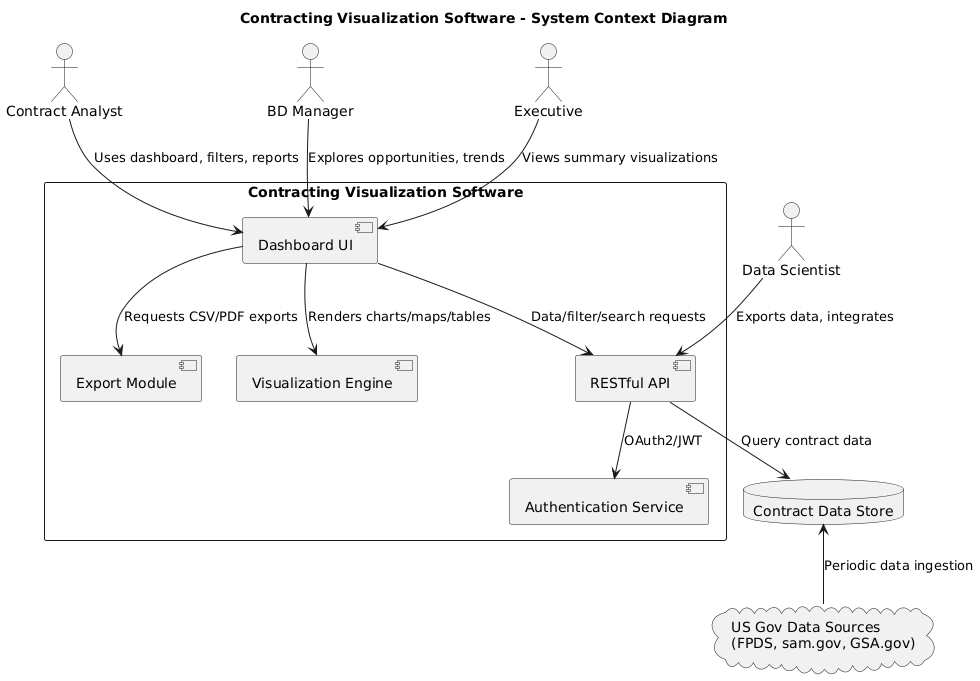 Contracting Visualization Software - System Context Diagram
Contract Analyst
BD Manager
Executive
Uses dashboard, filters, reports
Explores opportunities, trends
Views summary visualizations
Contracting Visualization Software
Dashboard UI
Data Scientist
Requests CSV/PDF exports
Renders charts/maps/tables
Data/filter/search requests
Exports data, integrates
Export Module
Visualization Engine
RESTful API
OAuth2/JWT
Query contract data
Authentication Service
Contract Data Store
Periodic data ingestion
US Gov Data Sources
(FPDS, sam.gov, GSA.gov)